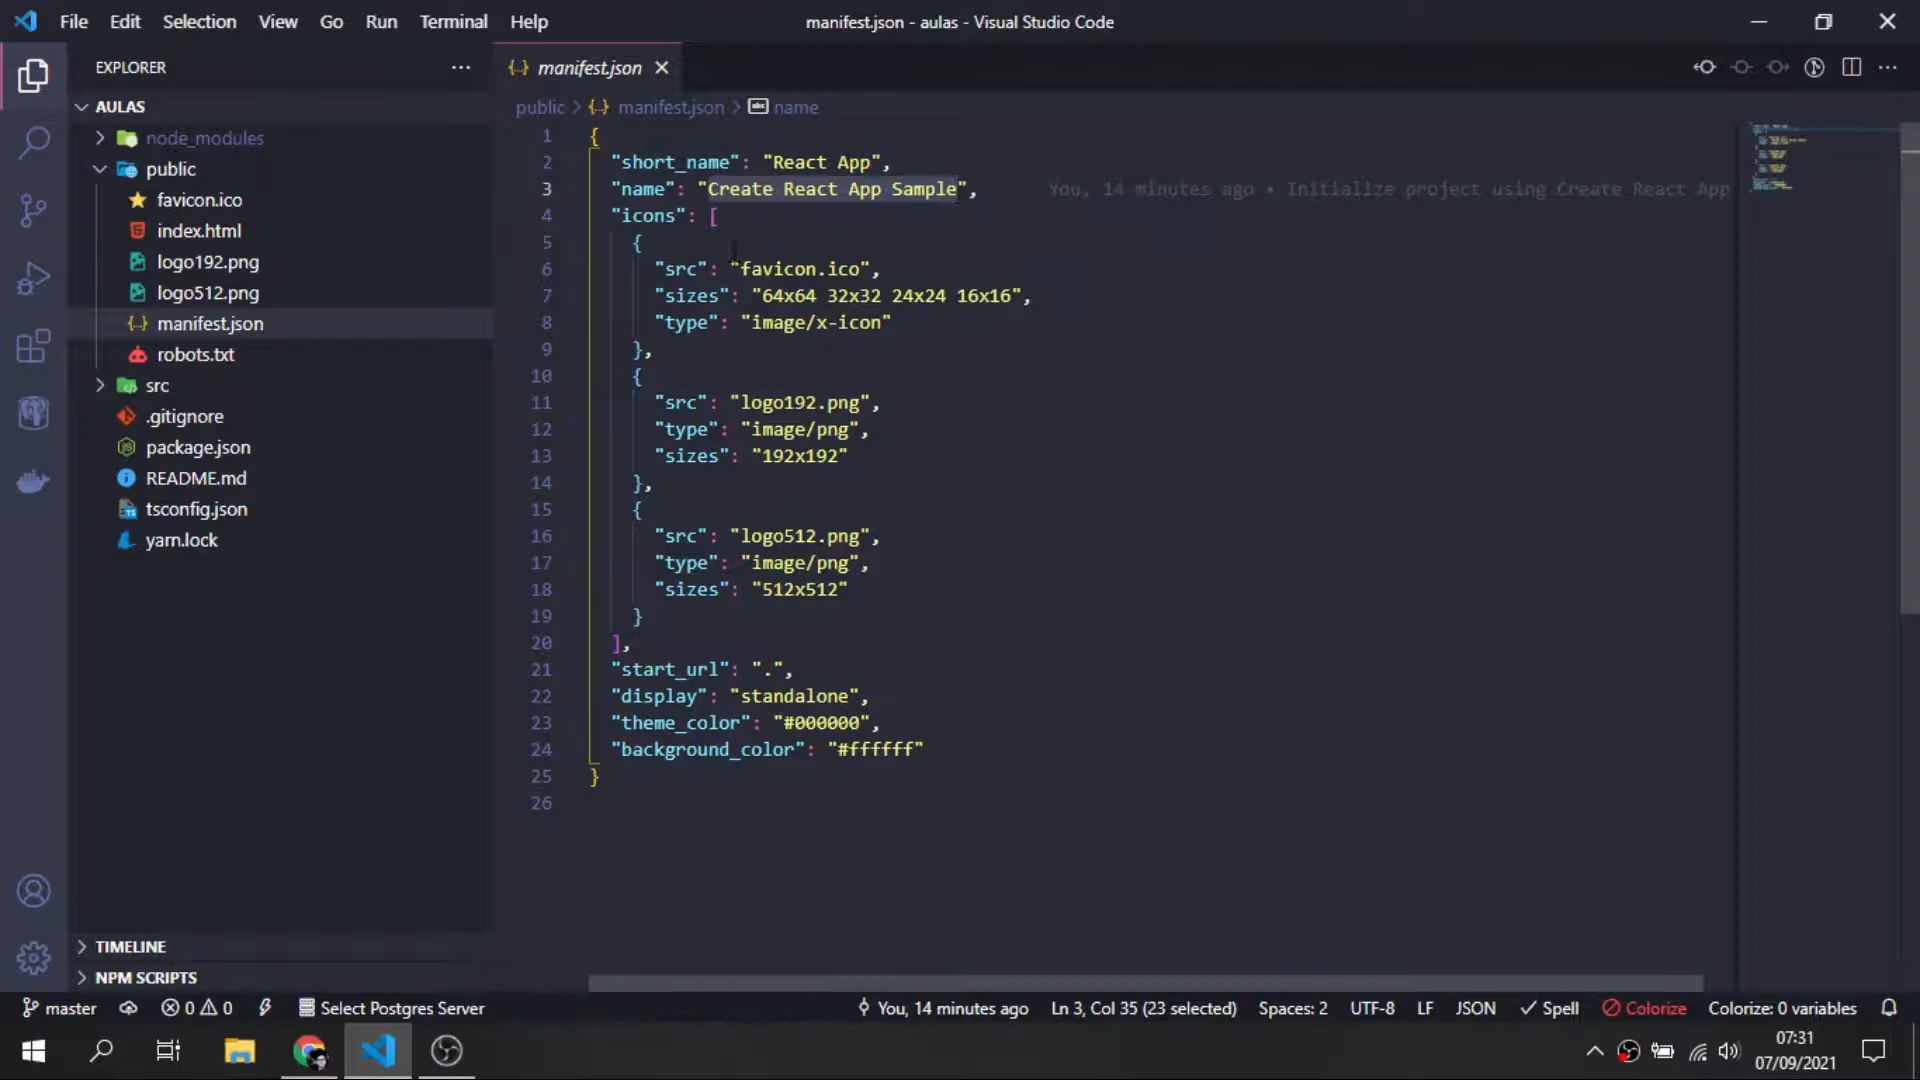 File Edit Selection View Go Run Terminal Help
manifest.json - aulas - Visual Studio Code
EXPLORER
AULAS
node_modules
public
favicon.ico
index.html
logo192.png
logo512.png
manifest.json
robots.txt
src
.gitignore
package.json
README.md
tsconfig.json
yarn.lock
TIMELINE
NPM SCRIPTS
{..} manifest.json
public > {..} manifest.json > abc name
1 {
2 "short_name": "React App",
3 "name": "Create React App Sample", You, 14 minutes ago • Initialize project using Create React App
4 "icons": [
5 {
6 "src": "favicon.ico",
7 "sizes": "64x64 32x32 24x24 16x16",
8 "type": "image/x-icon"
9 },
10 {
11 "src": "logo192.png",
12 "type": "image/png",
13 "sizes": "192x192"
14 },
15 {
16 "src": "logo512.png",
17 "type": "image/png",
18 "sizes": "512x512"
19 }
20 ],
21 "start_url": ".",
22 "display": "standalone",
23 "theme_color": "#000000",
24 "background_color": "#ffffff"
25 }
26
master 0 0 Select Postgres Server You, 14 minutes ago Ln 3, Col 35 (23 selected) Spaces: 2 UTF-8 LF JSON Spell Colorize Colorize: 0 variables
07:31
07/09/2021